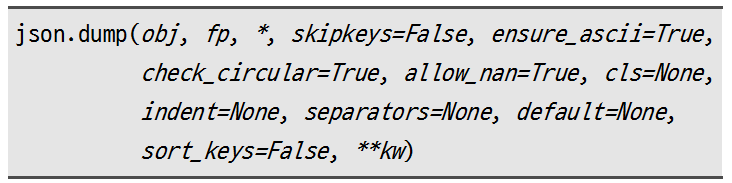 json.dump(obj, fp, *, skipkeys=False, ensure_ascii=True,
check_circular=True, allow_nan=True, cls=None,
indent=None, separators=None, default=None,
sort_keys=False, **kw)